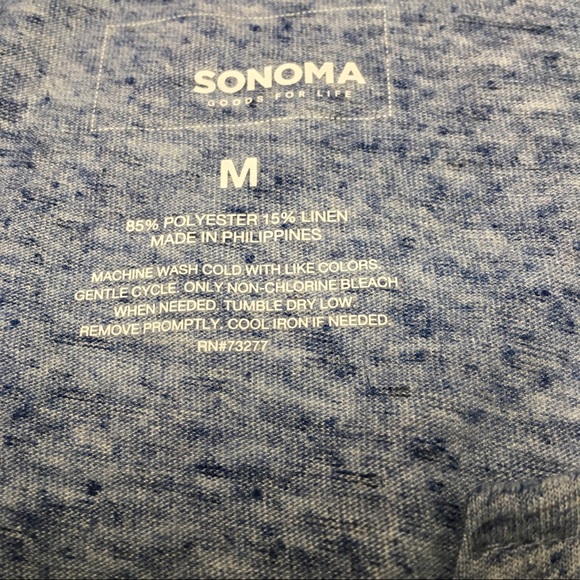 SONOMA
GOODS FOR LIFE
M
85% POLYESTER 15% LINEN
MADE IN PHILIPPINES
MACHINE WASH COLD WITH LIKE COLORS.
GENTLE CYCLE. ONLY NON-CHLORINE BLEACH
WHEN NEEDED. TUMBLE DRY LOW.
REMOVE PROMPTLY. COOL IRON IF NEEDED.
RN#73277